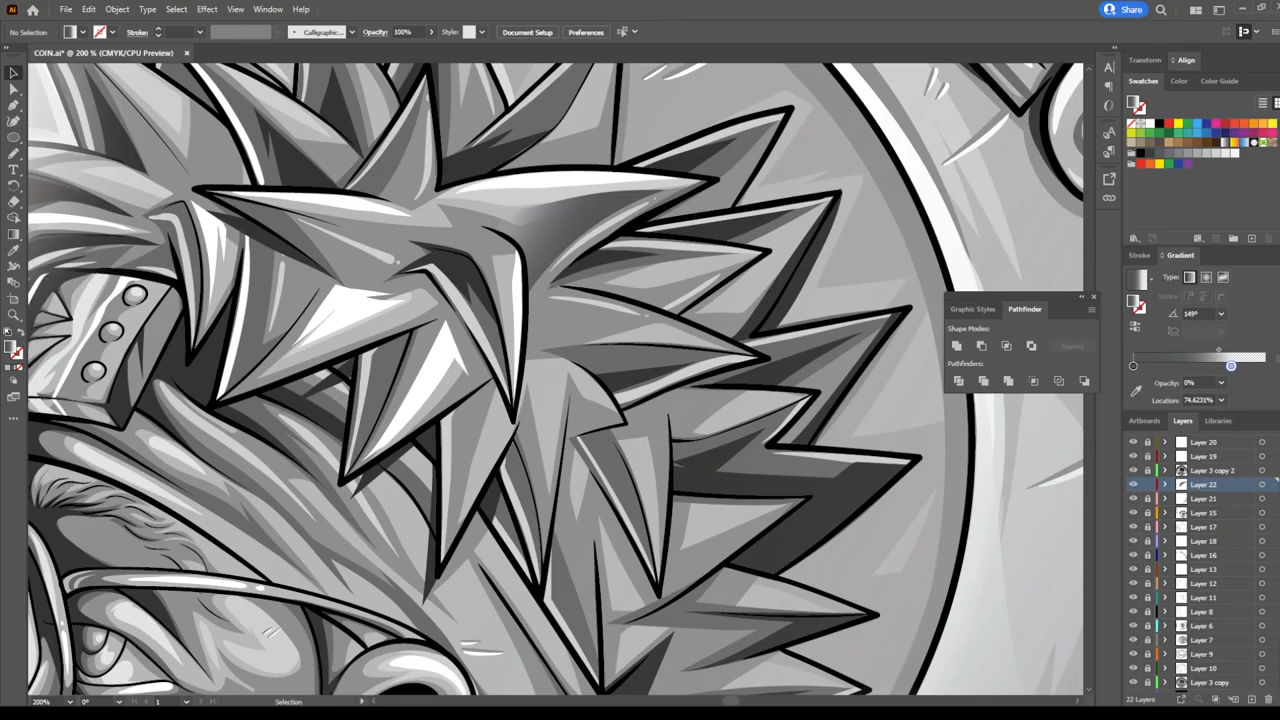 Ai File Edit Object Type Select Effect View Window Help Share
No Selection Stroke: Calligraphic... Opacity: 100% Style: Document Setup Preferences
COIN.ai* @ 200 % (CMYK/CPU Preview) ×
Transform Align
Swatches Color Color Guide
Stroke Gradient
Type:
Stroke:
149°
Graphic Styles Pathfinder
Shape Modes:
Expand
Pathfinders:
Opacity: 0%
Location: 74.6231%
Artboards Layers Libraries
Layer 20
Layer 19
Layer 3 copy 2
Layer 22
Layer 21
Layer 15
Layer 17
Layer 18
Layer 16
Layer 13
Layer 12
Layer 11
Layer 8
Layer 6
Layer 7
Layer 9
Layer 10
Layer 3 copy
22 Layers
200% 0° 1 Selection